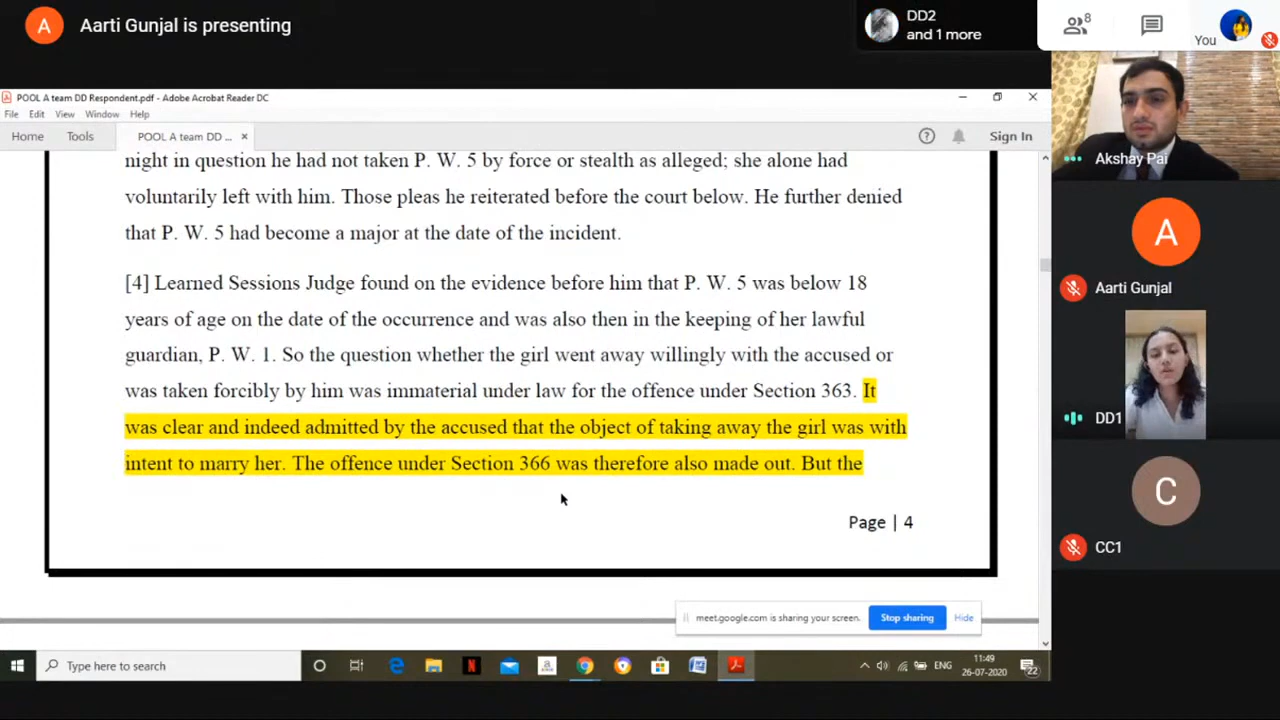 A
Aarti Gunjal is presenting
DD2
and 1 more
8
You
POOL A team DD Respondent.pdf - Adobe Acrobat Reader DC
File Edit View Window Help
Home Tools POOL A team DD ... × Sign In
night in question he had not taken P. W. 5 by force or stealth as alleged; she alone had
voluntarily left with him. Those pleas he reiterated before the court below. He further denied
that P. W. 5 had become a major at the date of the incident.
[4] Learned Sessions Judge found on the evidence before him that P. W. 5 was below 18
years of age on the date of the occurrence and was also then in the keeping of her lawful
guardian, P. W. 1. So the question whether the girl went away willingly with the accused or
was taken forcibly by him was immaterial under law for the offence under Section 363. It
was clear and indeed admitted by the accused that the object of taking away the girl was with
intent to marry her. The offence under Section 366 was therefore also made out. But the
Page | 4
meet.google.com is sharing your screen. Stop sharing Hide
Type here to search
ENG
11:49
26-07-2020
22
Akshay Pai
A
Aarti Gunjal
DD1
C
CC1